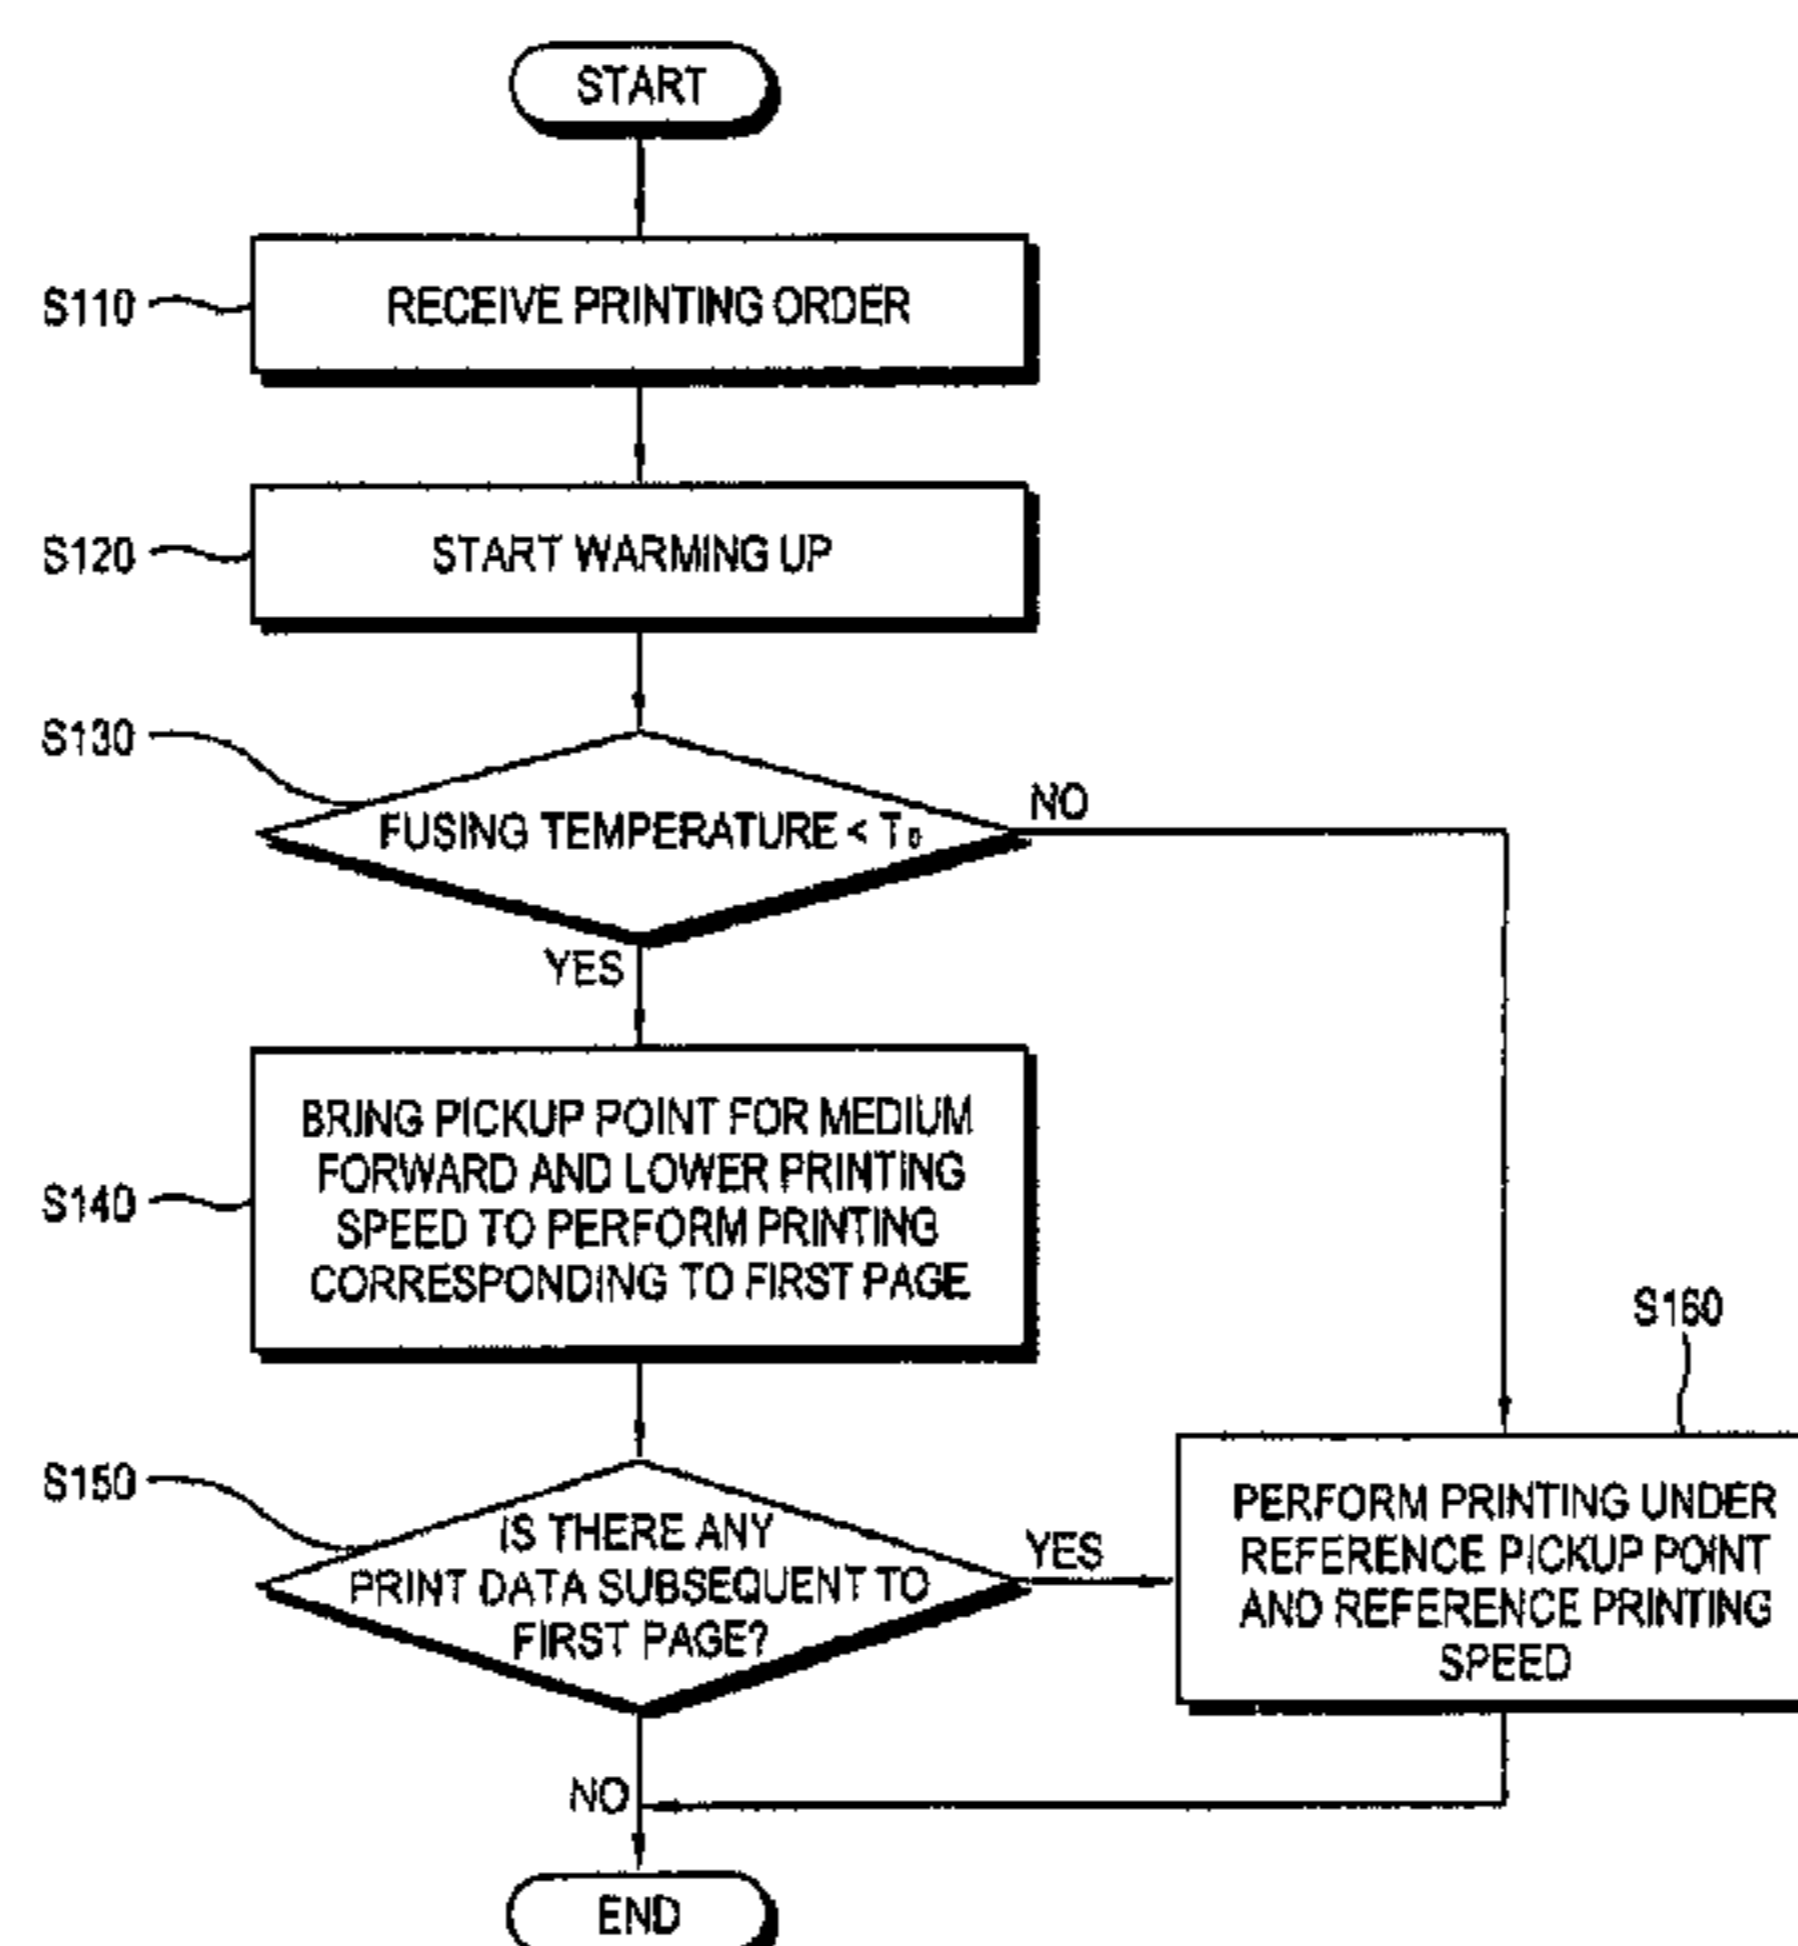 START
S110
RECEIVE PRINTING ORDER
S120
START WARMING UP
S130
FUSING TEMPERATURE < T₀
NO
YES
S140
BRING PICKUP POINT FOR MEDIUM
FORWARD AND LOWER PRINTING
SPEED TO PERFORM PRINTING
CORRESPONDING TO FIRST PAGE
S150
IS THERE ANY
PRINT DATA SUBSEQUENT TO
FIRST PAGE?
YES
S160
PERFORM PRINTING UNDER
REFERENCE PICKUP POINT
AND REFERENCE PRINTING
SPEED
NO
END